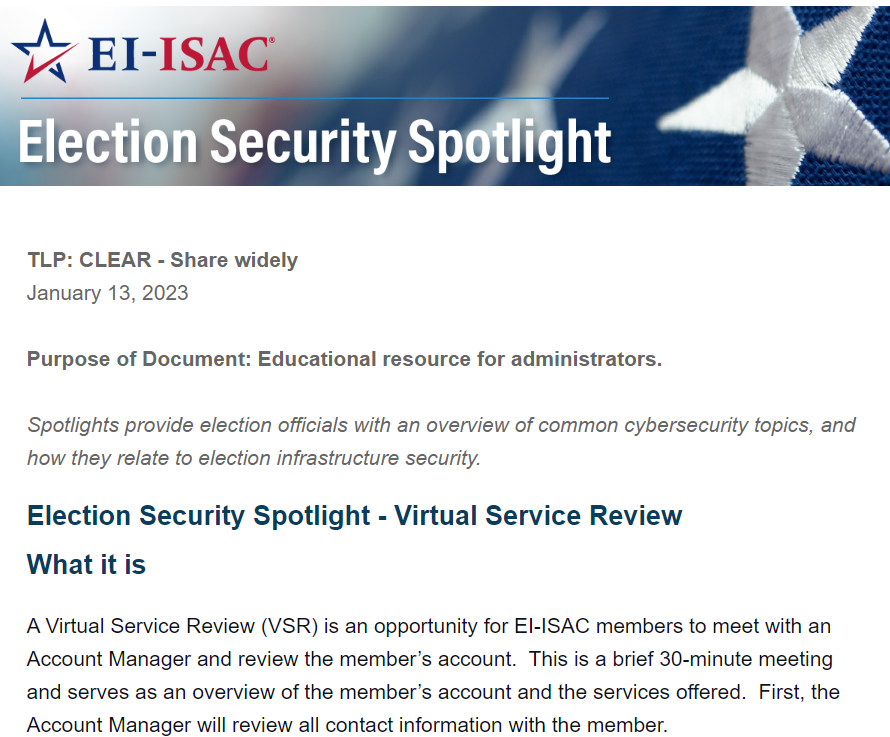 EI-ISAC®
Election Security Spotlight
TLP: CLEAR - Share widely
January 13, 2023
Purpose of Document: Educational resource for administrators.
Spotlights provide election officials with an overview of common cybersecurity topics, and
how they relate to election infrastructure security.
Election Security Spotlight - Virtual Service Review
What it is
A Virtual Service Review (VSR) is an opportunity for EI-ISAC members to meet with an
Account Manager and review the member’s account.  This is a brief 30-minute meeting
and serves as an overview of the member’s account and the services offered.  First, the
Account Manager will review all contact information with the member.